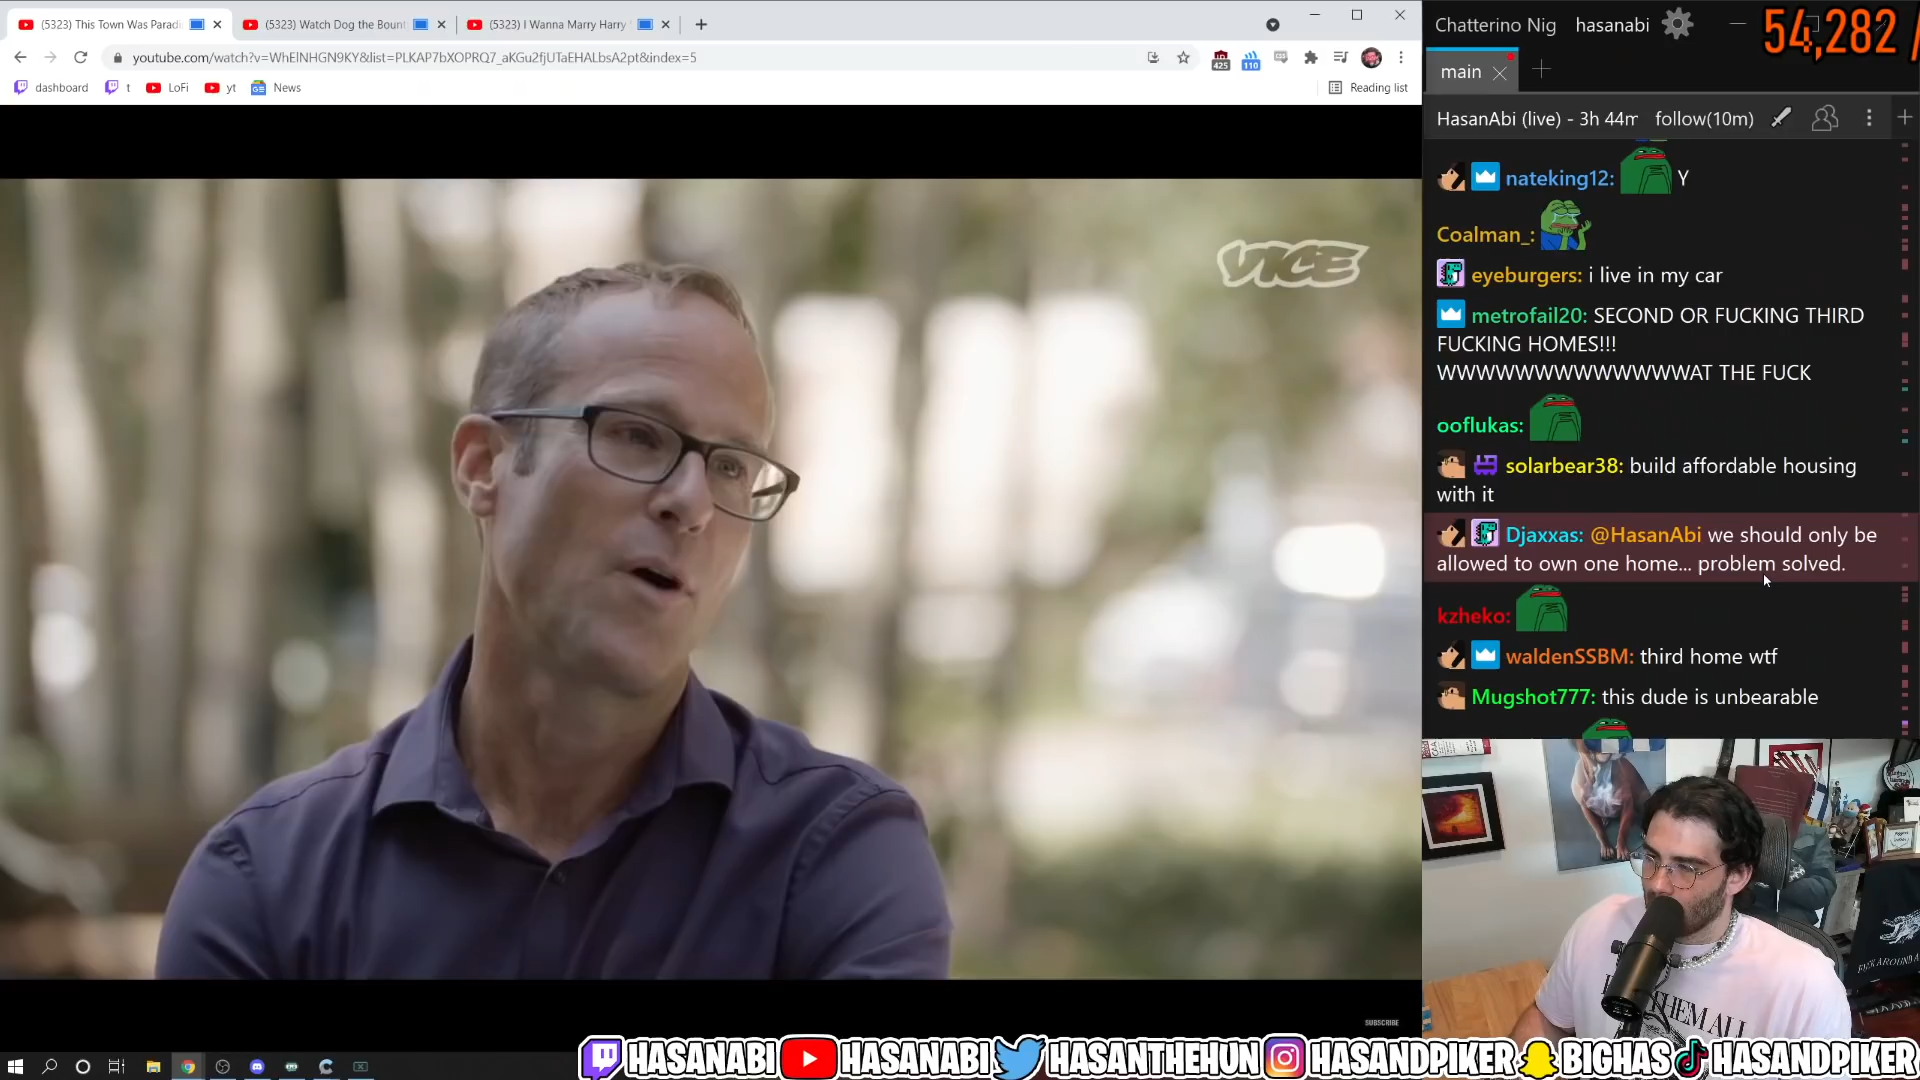 (5323) This Town Was Parad
(5323) Watch Dog the Bount
(5323) I Wanna Marry Harry
youtube.com/watch?v=WhElNHGN9KY&list=PLKAP7bXOPRQ7_aKGu2fjUTaEHALbsA2pt&index=5
425
110
dashboard
t
LoFi
yt
News
Reading list
VICE
SUBSCRIBE
Chatterino Nig
hasanabi
54,282 /
main
HasanAbi (live) - 3h 44m
follow(10m)
nateking12: Y
Coalman_:
eyeburgers: i live in my car
metrofail20: SECOND OR FUCKING THIRD
FUCKING HOMES!!!
WWWWWWWWWWWWWAT THE FUCK
ooflukas:
solarbear38: build affordable housing
with it
Djaxxas: @HasanAbi we should only be
allowed to own one home... problem solved.
kzheko:
waldenSSBM: third home wtf
Mugshot777: this dude is unbearable
THEM ALL
HASANABI
HASANABI
HASANTHEHUN
HASANDPIKER
BIGHAS
HASANDPIKER